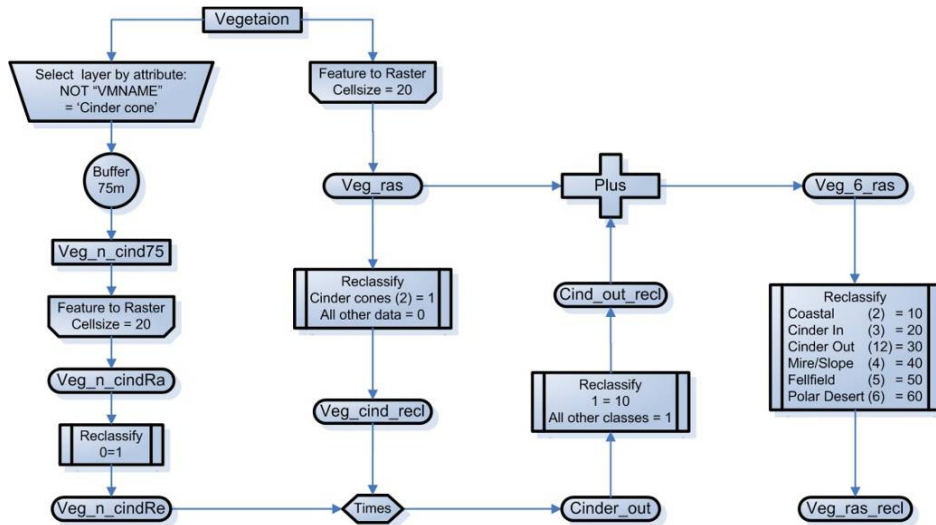 Vegetaion
Select layer by attribute:
NOT "VMNAME"
= 'Cinder cone'
Buffer
75m
Veg_n_cind75
Feature to Raster
Cellsize = 20
Veg_n_cindRa
Reclassify
0=1
Veg_n_cindRe
Feature to Raster
Cellsize = 20
Veg_ras
Reclassify
Cinder cones (2) = 1
All other data = 0
Veg_cind_recl
Times
Cinder_out
Reclassify
1 = 10
All other classes = 1
Cind_out_recl
Plus
Veg_6_ras
Reclassify
Coastal (2) = 10
Cinder In (3) = 20
Cinder Out (12) = 30
Mire/Slope (4) = 40
Fellfield (5) = 50
Polar Desert (6) = 60
Veg_ras_recl